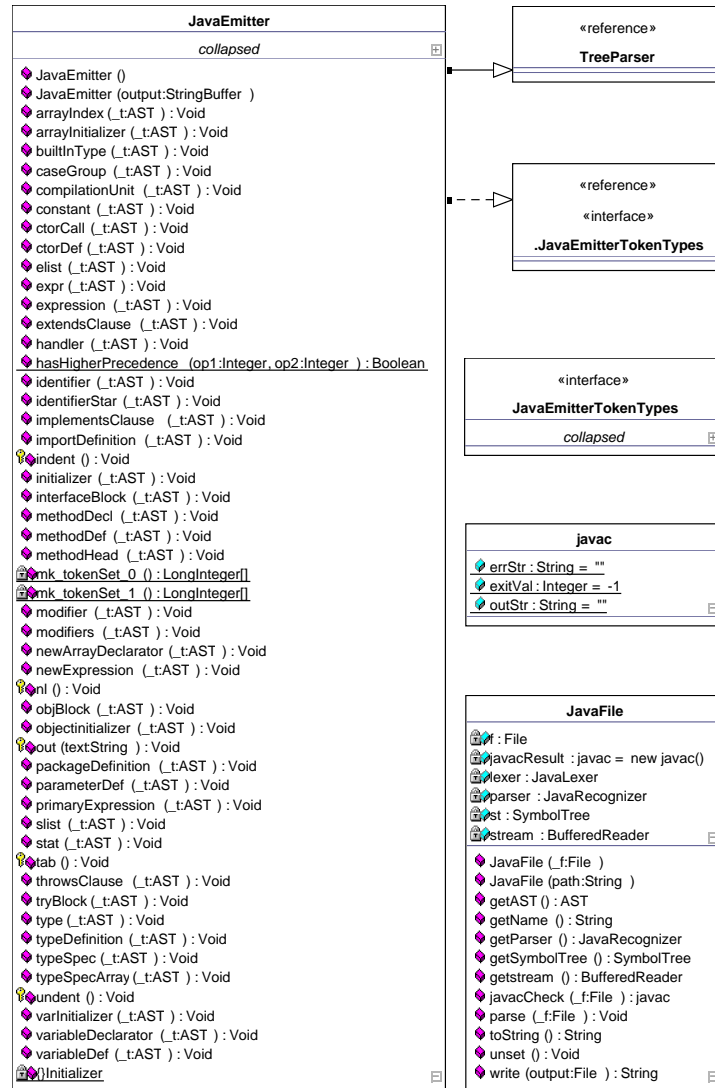 JavaEmitter
collapsed
JavaEmitter ()
JavaEmitter (output:StringBuffer )
arrayIndex (_t:AST ) : Void
arrayInitializer (_t:AST ) : Void
builtInType (_t:AST ) : Void
caseGroup (_t:AST ) : Void
compilationUnit (_t:AST ) : Void
constant (_t:AST ) : Void
ctorCall (_t:AST ) : Void
ctorDef (_t:AST ) : Void
elist (_t:AST ) : Void
expr (_t:AST ) : Void
expression (_t:AST ) : Void
extendsClause (_t:AST ) : Void
handler (_t:AST ) : Void
hasHigherPrecedence (op1:Integer, op2:Integer ) : Boolean
identifier (_t:AST ) : Void
identifierStar (_t:AST ) : Void
implementsClause (_t:AST ) : Void
importDefinition (_t:AST ) : Void
indent () : Void
initializer (_t:AST ) : Void
interfaceBlock (_t:AST ) : Void
methodDecl (_t:AST ) : Void
methodDef (_t:AST ) : Void
methodHead (_t:AST ) : Void
mk_tokenSet_0 () : LongInteger[]
mk_tokenSet_1 () : LongInteger[]
modifier (_t:AST ) : Void
modifiers (_t:AST ) : Void
newArrayDeclarator (_t:AST ) : Void
newExpression (_t:AST ) : Void
nl () : Void
objBlock (_t:AST ) : Void
objectinitializer (_t:AST ) : Void
out (text:String ) : Void
packageDefinition (_t:AST ) : Void
parameterDef (_t:AST ) : Void
primaryExpression (_t:AST ) : Void
slist (_t:AST ) : Void
stat (_t:AST ) : Void
tab () : Void
throwsClause (_t:AST ) : Void
tryBlock (_t:AST ) : Void
type (_t:AST ) : Void
typeDefinition (_t:AST ) : Void
typeSpec (_t:AST ) : Void
typeSpecArray (_t:AST ) : Void
undent () : Void
varInitializer (_t:AST ) : Void
variableDeclarator (_t:AST ) : Void
variableDef (_t:AST ) : Void
{}Initializer
«reference»
TreeParser
«reference»
«interface»
.JavaEmitterTokenTypes
«interface»
JavaEmitterTokenTypes
collapsed
javac
errStr : String = ""
exitVal : Integer = -1
outStr : String = ""
JavaFile
f : File
javacResult : javac = new javac()
lexer : JavaLexer
parser : JavaRecognizer
st : SymbolTree
stream : BufferedReader
JavaFile (_f:File )
JavaFile (path:String )
getAST () : AST
getName () : String
getParser () : JavaRecognizer
getSymbolTree () : SymbolTree
getstream () : BufferedReader
javacCheck (_f:File ) : javac
parse (_f:File ) : Void
toString () : String
unset () : Void
write (output:File ) : String